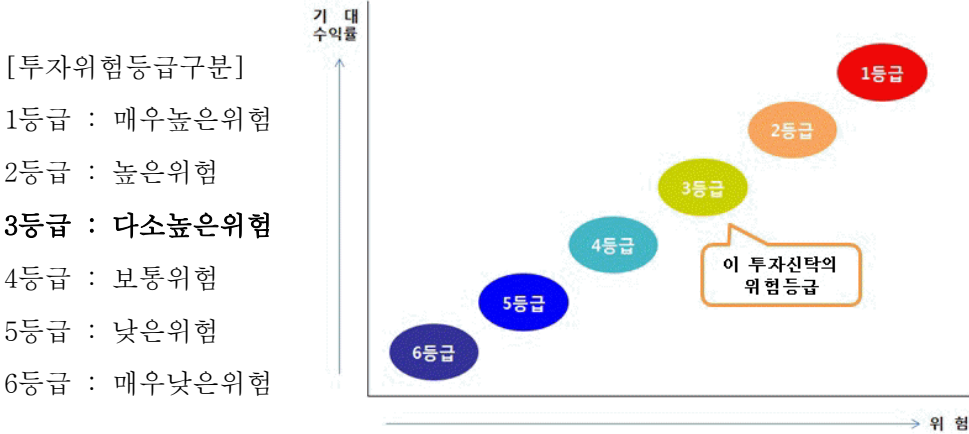 [투자위험등급구분]
1등급 : 매우높은위험
2등급 : 높은위험
3등급 : 다소높은위험
4등급 : 보통위험
5등급 : 낮은위험
6등급 : 매우낮은위험
기 대
수익률
1등급
2등급
3등급
4등급
5등급
6등급
이 투자신탁의
위험등급
위 험